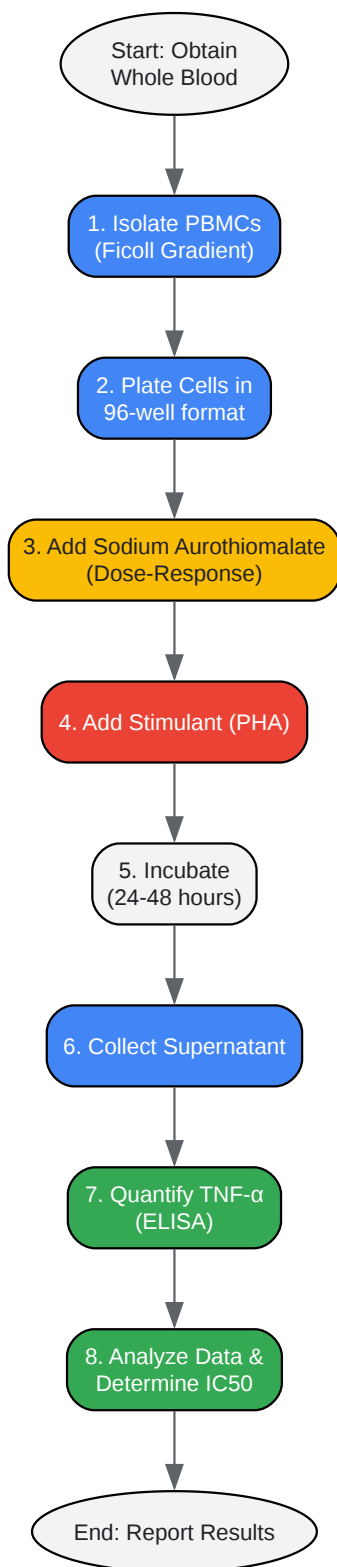 Start: Obtain
Whole Blood
1. Isolate PBMCs
(Ficoll Gradient)
2. Plate Cells in
96-well format
3. Add Sodium Aurothiomalate
(Dose-Response)
4. Add Stimulant (PHA)
5. Incubate
(24-48 hours)
6. Collect Supernatant
7. Quantify TNF-α
(ELISA)
8. Analyze Data &
Determine IC50
End: Report Results